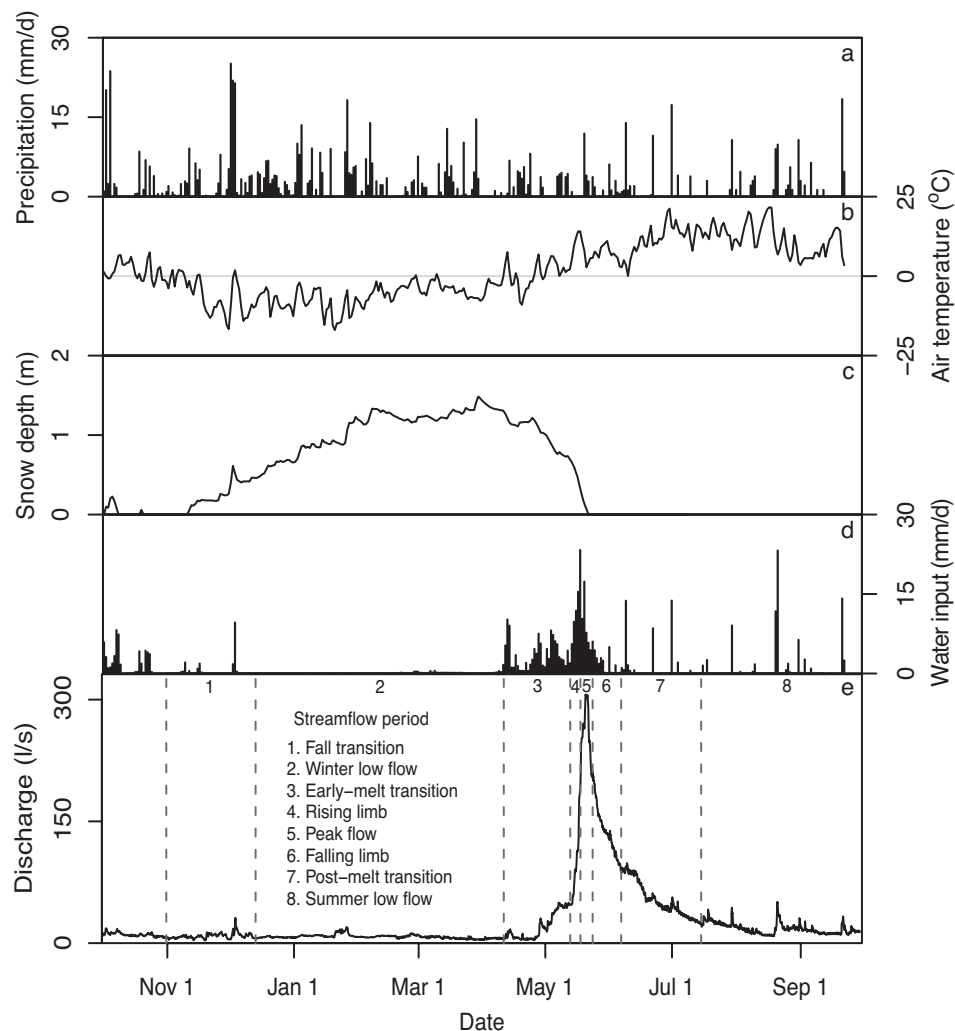 Precipitation (mm/d)
30
15
0
a
Air temperature (°C)
25
0
−25
b
Snow depth (m)
2
1
0
c
Water input (mm/d)
30
15
0
d
Discharge (l/s)
300
150
0
e
1 2 3 4 5 6 7 8
Streamflow period
1. Fall transition
2. Winter low flow
3. Early−melt transition
4. Rising limb
5. Peak flow
6. Falling limb
7. Post−melt transition
8. Summer low flow
Nov 1 Jan 1 Mar 1 May 1 Jul 1 Sep 1
Date